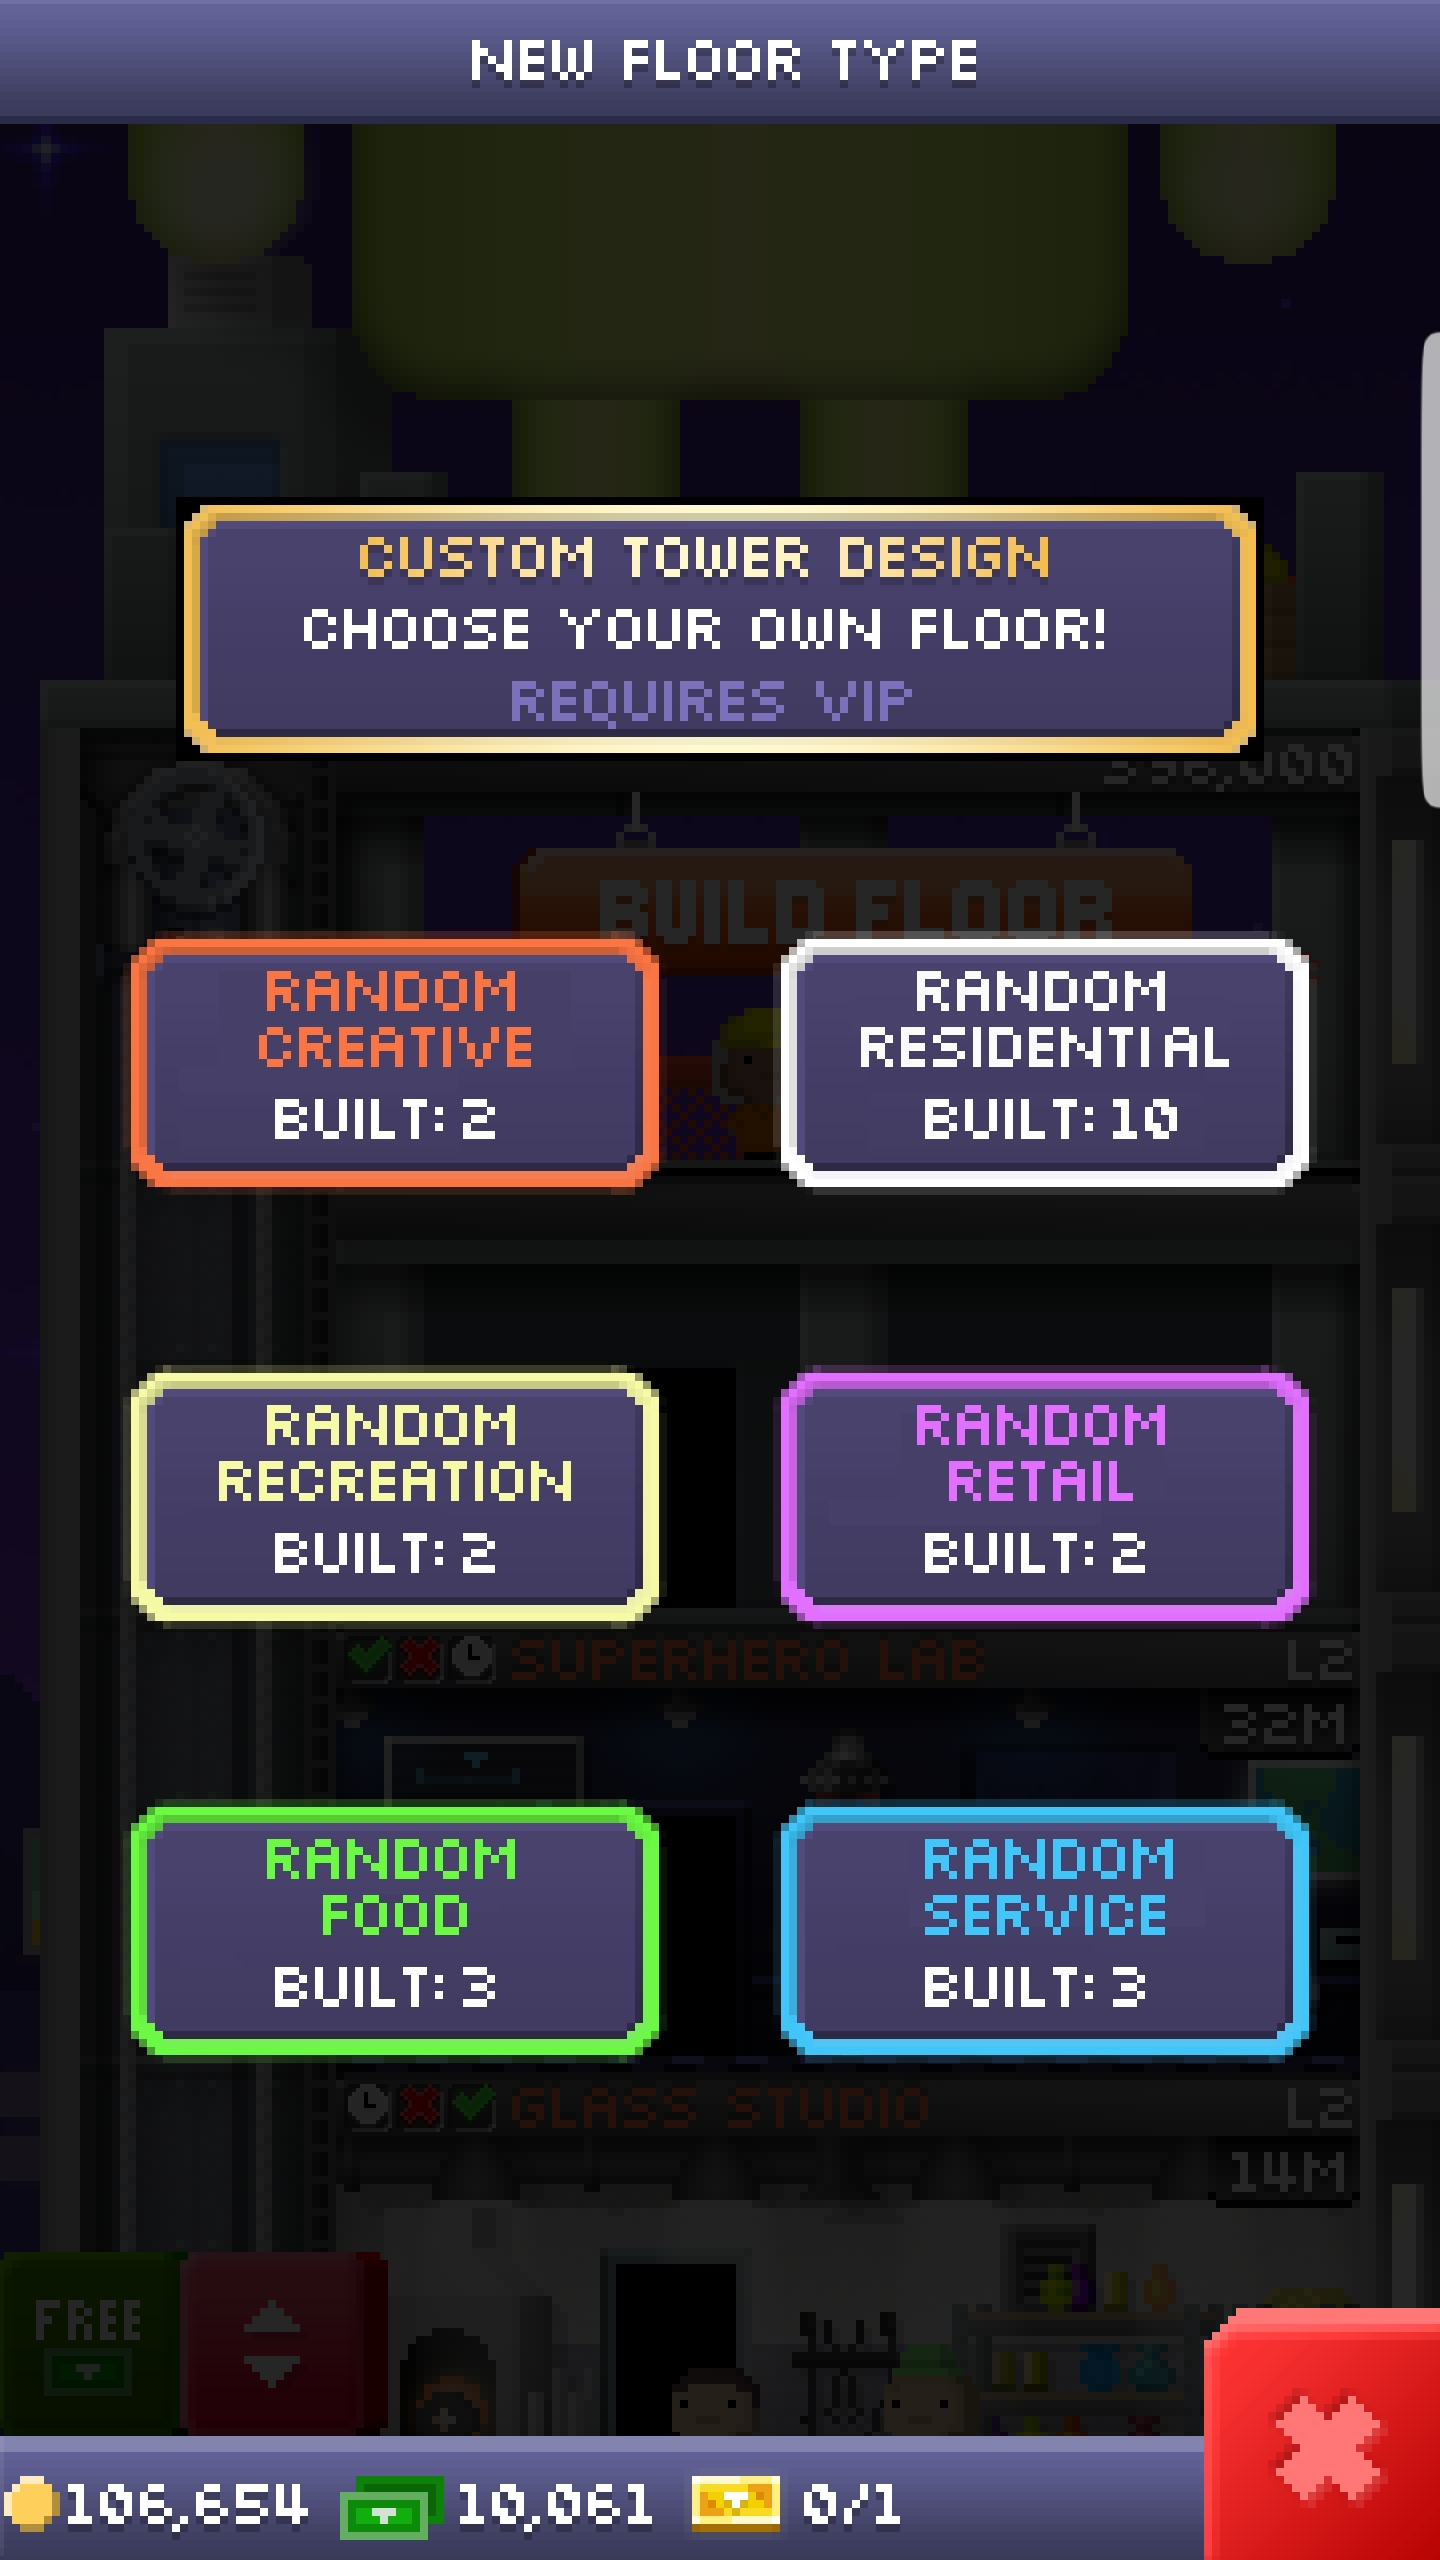 NEW FLOOR TYPE
CUSTOM TOWER DESIGN
CHOOSE YOUR OWN FLOOR!
REQUIRES VIP
BUILD FLOOR
RANDOM
CREATIVE
BUILT: 2
RANDOM
RESIDENTIAL
BUILT: 10
RANDOM
RECREATION
BUILT: 2
RANDOM
RETAIL
BUILT: 2
SUPERHERO LAB L2
32M
RANDOM
FOOD
BUILT: 3
RANDOM
SERVICE
BUILT: 3
GLASS STUDIO L2
14M
FREE
106,654 10,061 0/1